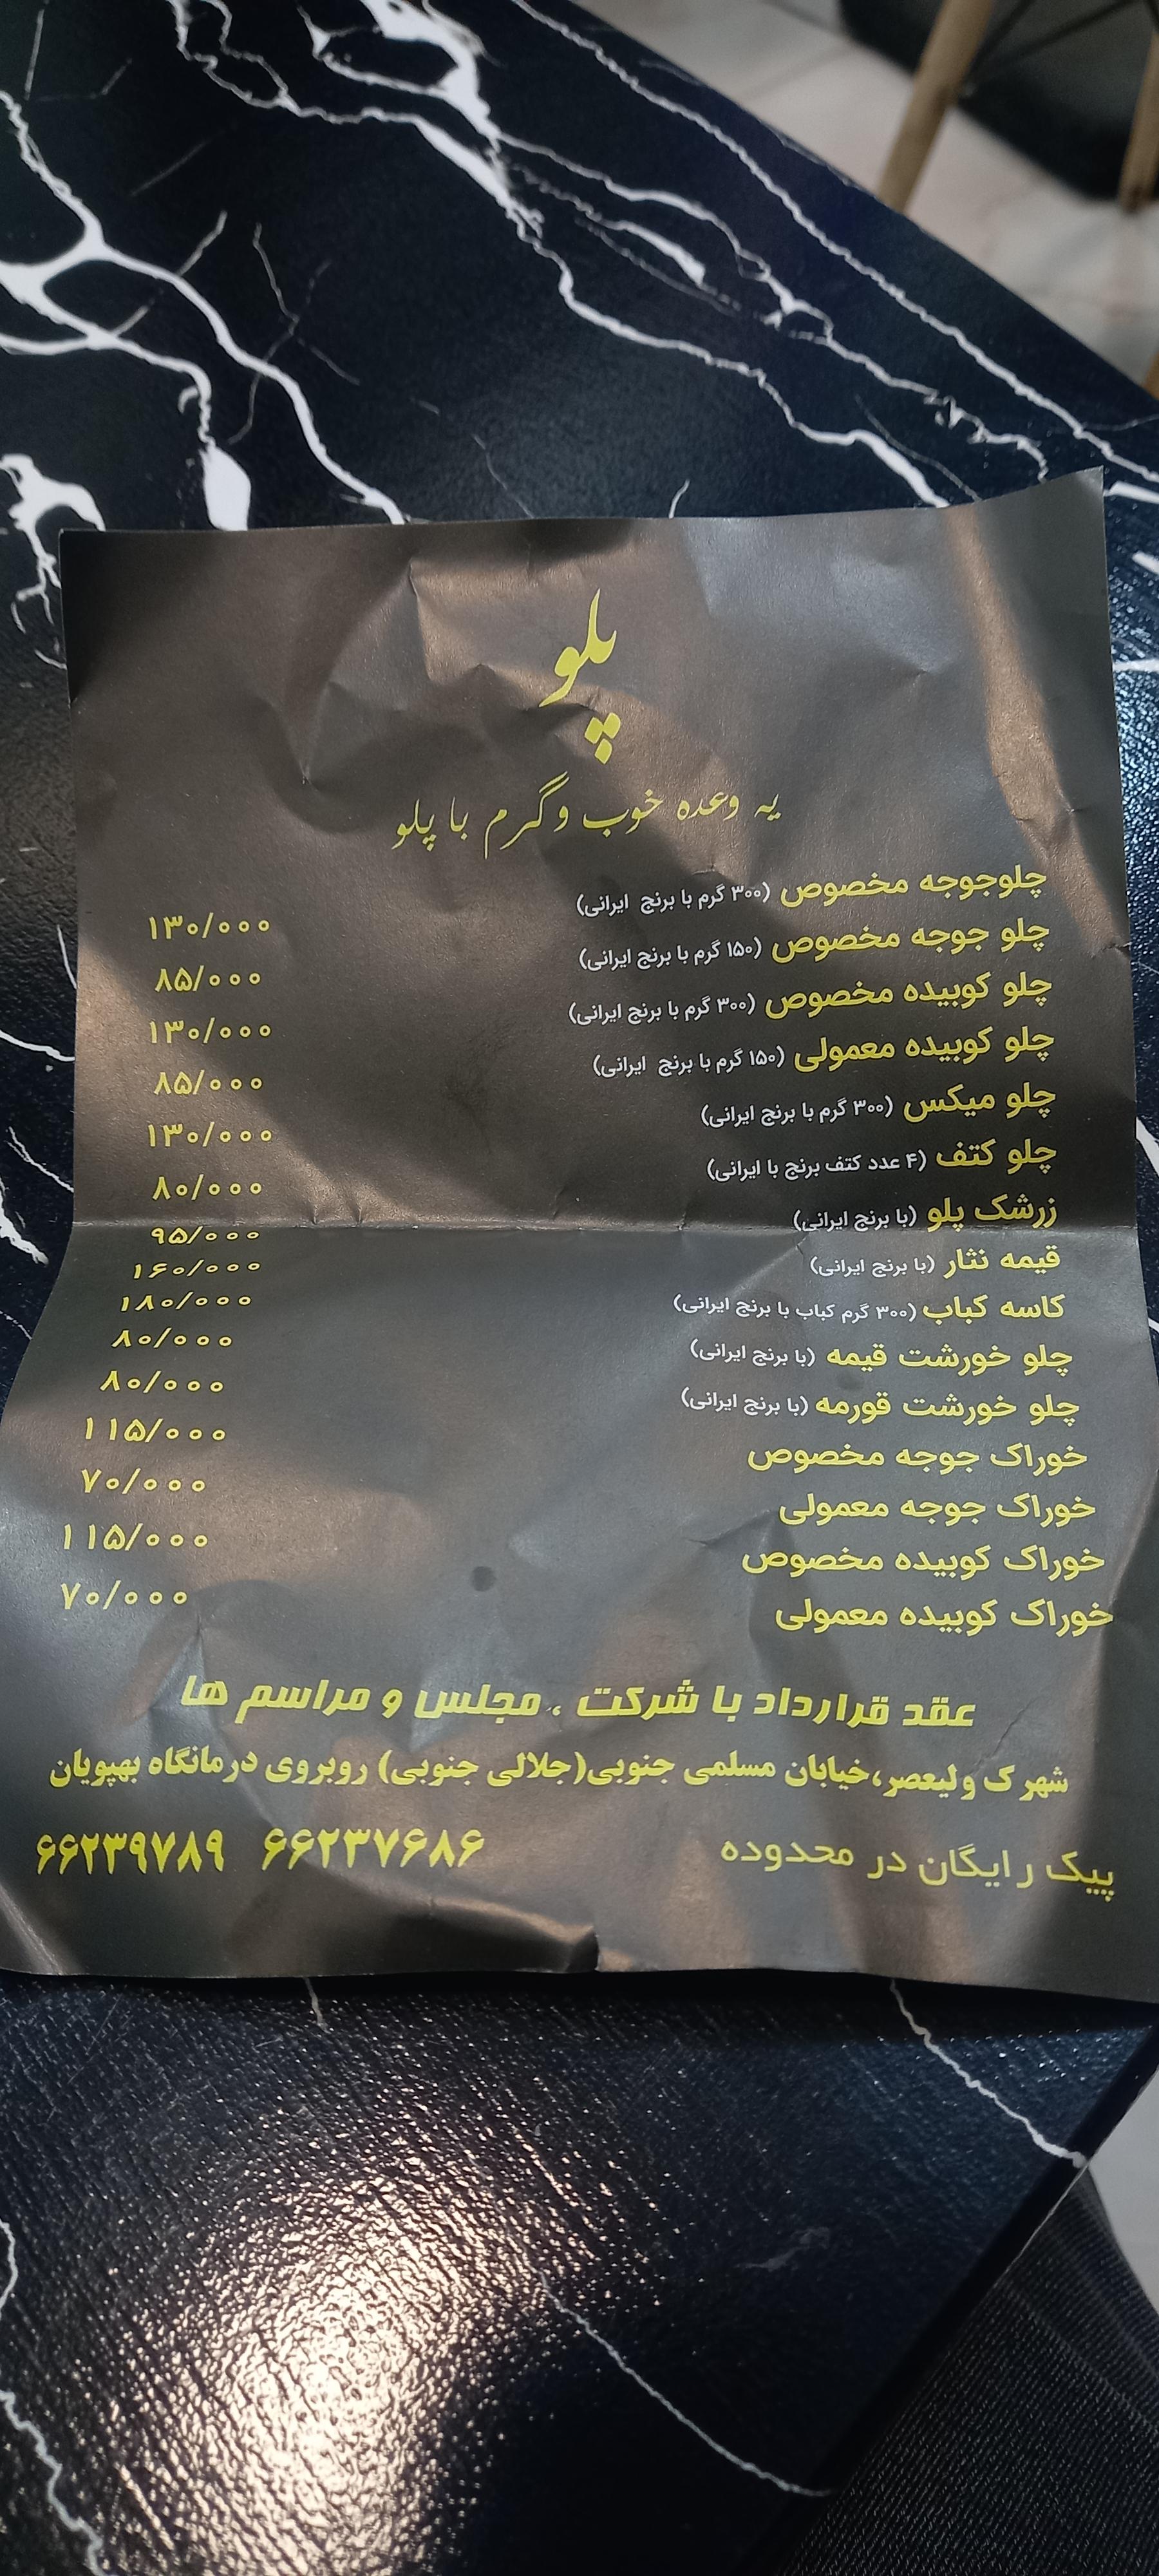 پلو
یه وعده خوب و گرم با پلو
چلوجوجه مخصوص (۳۰۰ گرم با برنج ایرانی) ۱۳۰/۰۰۰
چلو جوجه مخصوص (۱۵۰ گرم با برنج ایرانی) ۸۵/۰۰۰
چلو کوبیده مخصوص (۳۰۰ گرم با برنج ایرانی) ۱۳۰/۰۰۰
چلو کوبیده معمولی (۱۵۰ گرم با برنج ایرانی) ۸۵/۰۰۰
چلو میکس (۳۰۰ گرم با برنج ایرانی) ۱۳۰/۰۰۰
چلو کتف (۴ عدد کتف برنج با ایرانی) ۸۰/۰۰۰
زرشک پلو (با برنج ایرانی) ۹۵/۰۰۰
قیمه نثار (با برنج ایرانی) ۱۶۰/۰۰۰
کاسه کباب (۳۰۰ گرم کباب با برنج ایرانی) ۱۸۰/۰۰۰
چلو خورشت قیمه (با برنج ایرانی) ۸۰/۰۰۰
چلو خورشت قورمه (با برنج ایرانی) ۸۰/۰۰۰
خوراک جوجه مخصوص ۱۱۵/۰۰۰
خوراک جوجه معمولی ۷۰/۰۰۰
خوراک کوبیده مخصوص ۱۱۵/۰۰۰
خوراک کوبیده معمولی ۷۰/۰۰۰
عقد قرارداد با شرکت ، مجلس و مراسم ها
شهرک ولیعصر،خیابان مسلمی جنوبی(جلالی جنوبی) روبروی درمانگاه بهپویان
پیک رایگان در محدوده ۶۶۲۳۷۶۸۶ ۶۶۲۳۹۷۸۹